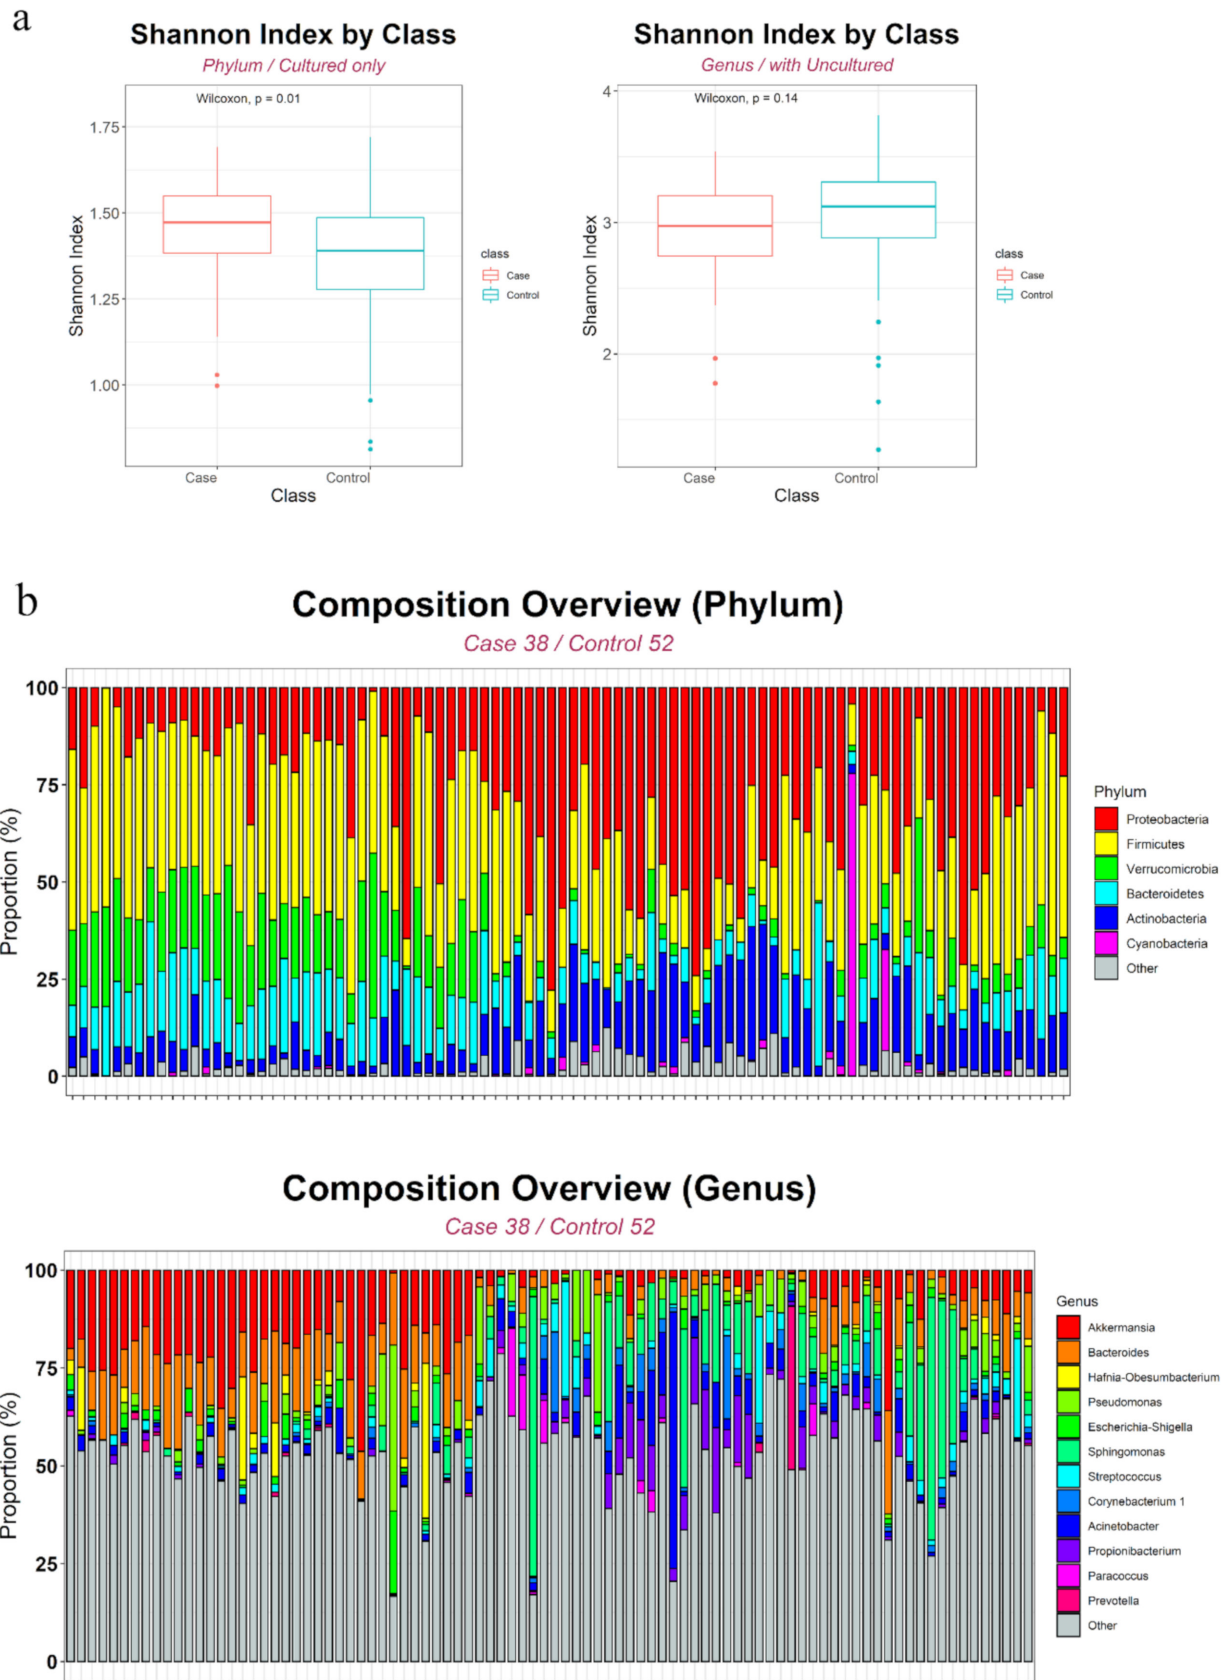 a
Shannon Index by Class
Phylum / Cultured only
Wilcoxon, p = 0.01
1.75
1.50
1.25
1.00
Shannon Index
Case
Control
Class
class
Case
Control
Shannon Index by Class
Genus / with Uncultured
Wilcoxon, p = 0.14
4
3
2
Shannon Index
Case
Control
Class
class
Case
Control
b
Composition Overview (Phylum)
Case 38 / Control 52
100
75
50
25
0
Proportion (%)
Phylum
Proteobacteria
Firmicutes
Verrucomicrobia
Bacteroidetes
Actinobacteria
Cyanobacteria
Other
Composition Overview (Genus)
Case 38 / Control 52
100
75
50
25
0
Proportion (%)
Genus
Akkermansia
Bacteroides
Hafnia-Obesumbacterium
Pseudomonas
Escherichia-Shigella
Sphingomonas
Streptococcus
Corynebacterium 1
Acinetobacter
Propionibacterium
Paracoccus
Prevotella
Other